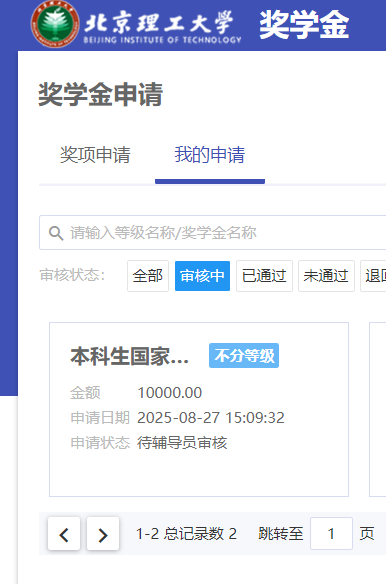 北京理工大学 奖学金
BEIJING INSTITUTE OF TECHNOLOGY
奖学金申请
奖项申请 我的申请
请输入等级名称/奖学金名称
审核状态： 全部 审核中 已通过 未通过 退回
本科生国家... 不分等级
金额 10000.00
申请日期 2025-08-27 15:09:32
申请状态 待辅导员审核
1-2 总记录数 2 跳转至 1 页